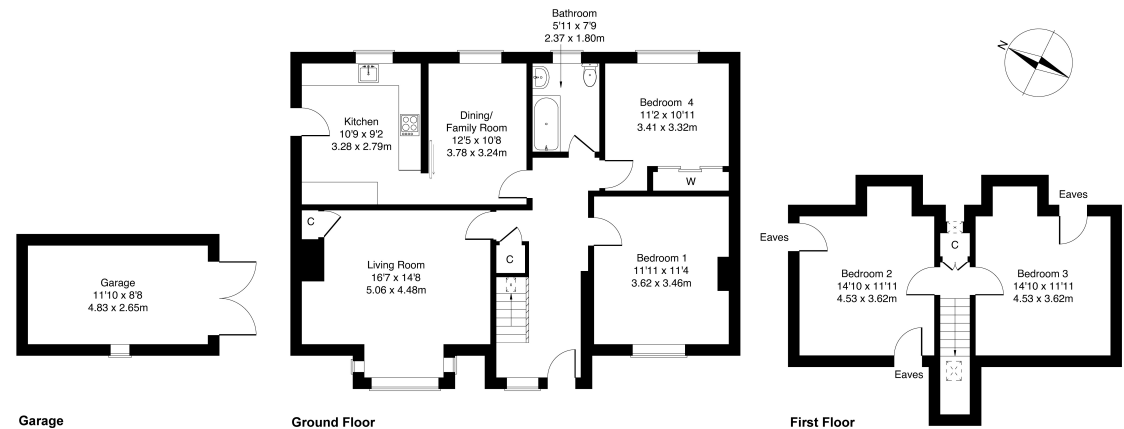 Bathroom
5'11 x 7'9
2.37 x 1.80m
N
Kitchen
10'9 x 9'2
3.28 x 2.79m
Dining/
Family Room
12'5 x 10'8
3.78 x 3.24m
Bedroom 4
11'2 x 10'11
3.41 x 3.32m
W
C
Living Room
16'7 x 14'8
5.06 x 4.48m
C
Bedroom 1
11'11 x 11'4
3.62 x 3.46m
Garage
11'10 x 8'8
4.83 x 2.65m
Eaves
Eaves
C
Bedroom 2
14'10 x 11'11
4.53 x 3.62m
Bedroom 3
14'10 x 11'11
4.53 x 3.62m
Eaves
Garage
Ground Floor
First Floor